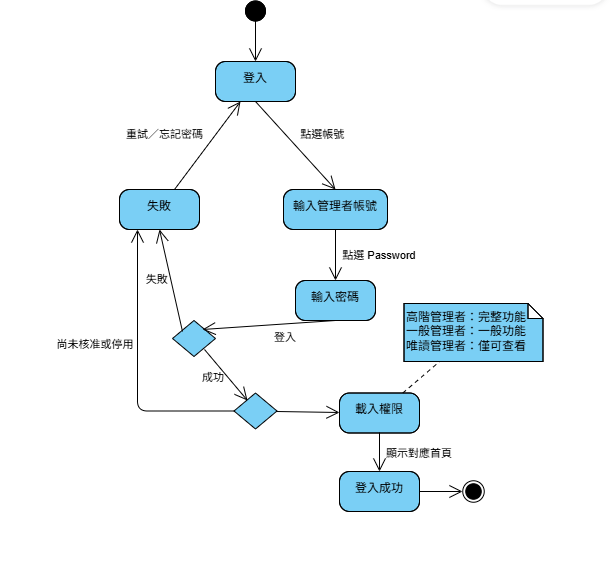 登入
重試／忘記密碼
點選帳號
失敗
輸入管理者帳號
點選 Password
失敗
輸入密碼
高階管理者：完整功能
一般管理者：一般功能
唯讀管理者：僅可查看
登入
尚未核准或停用
成功
載入權限
顯示對應首頁
登入成功